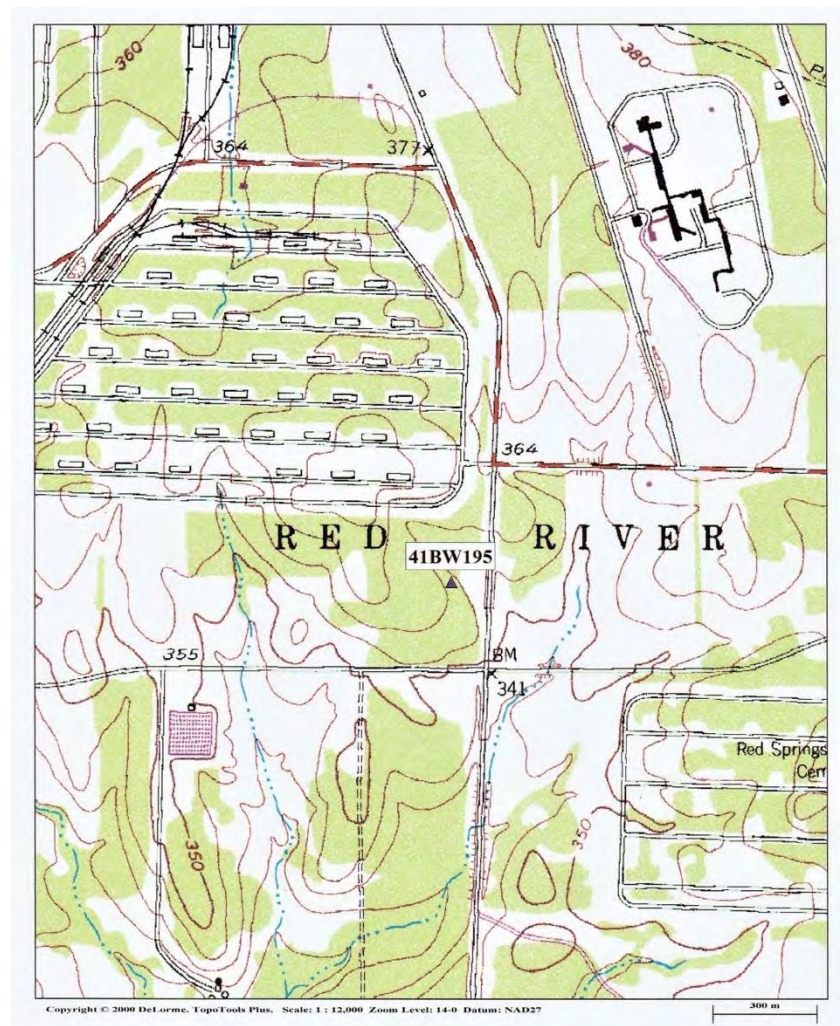 360
380
P
364
377
364
RED RIVER
41BW195
355
BM
341
Red Springs
Cem
350
350
Copyright © 2000 DeLorme. TopoTools Plus. Scale: 1 : 12,000 Zoom Level: 14-0 Datum: NAD27
300 m